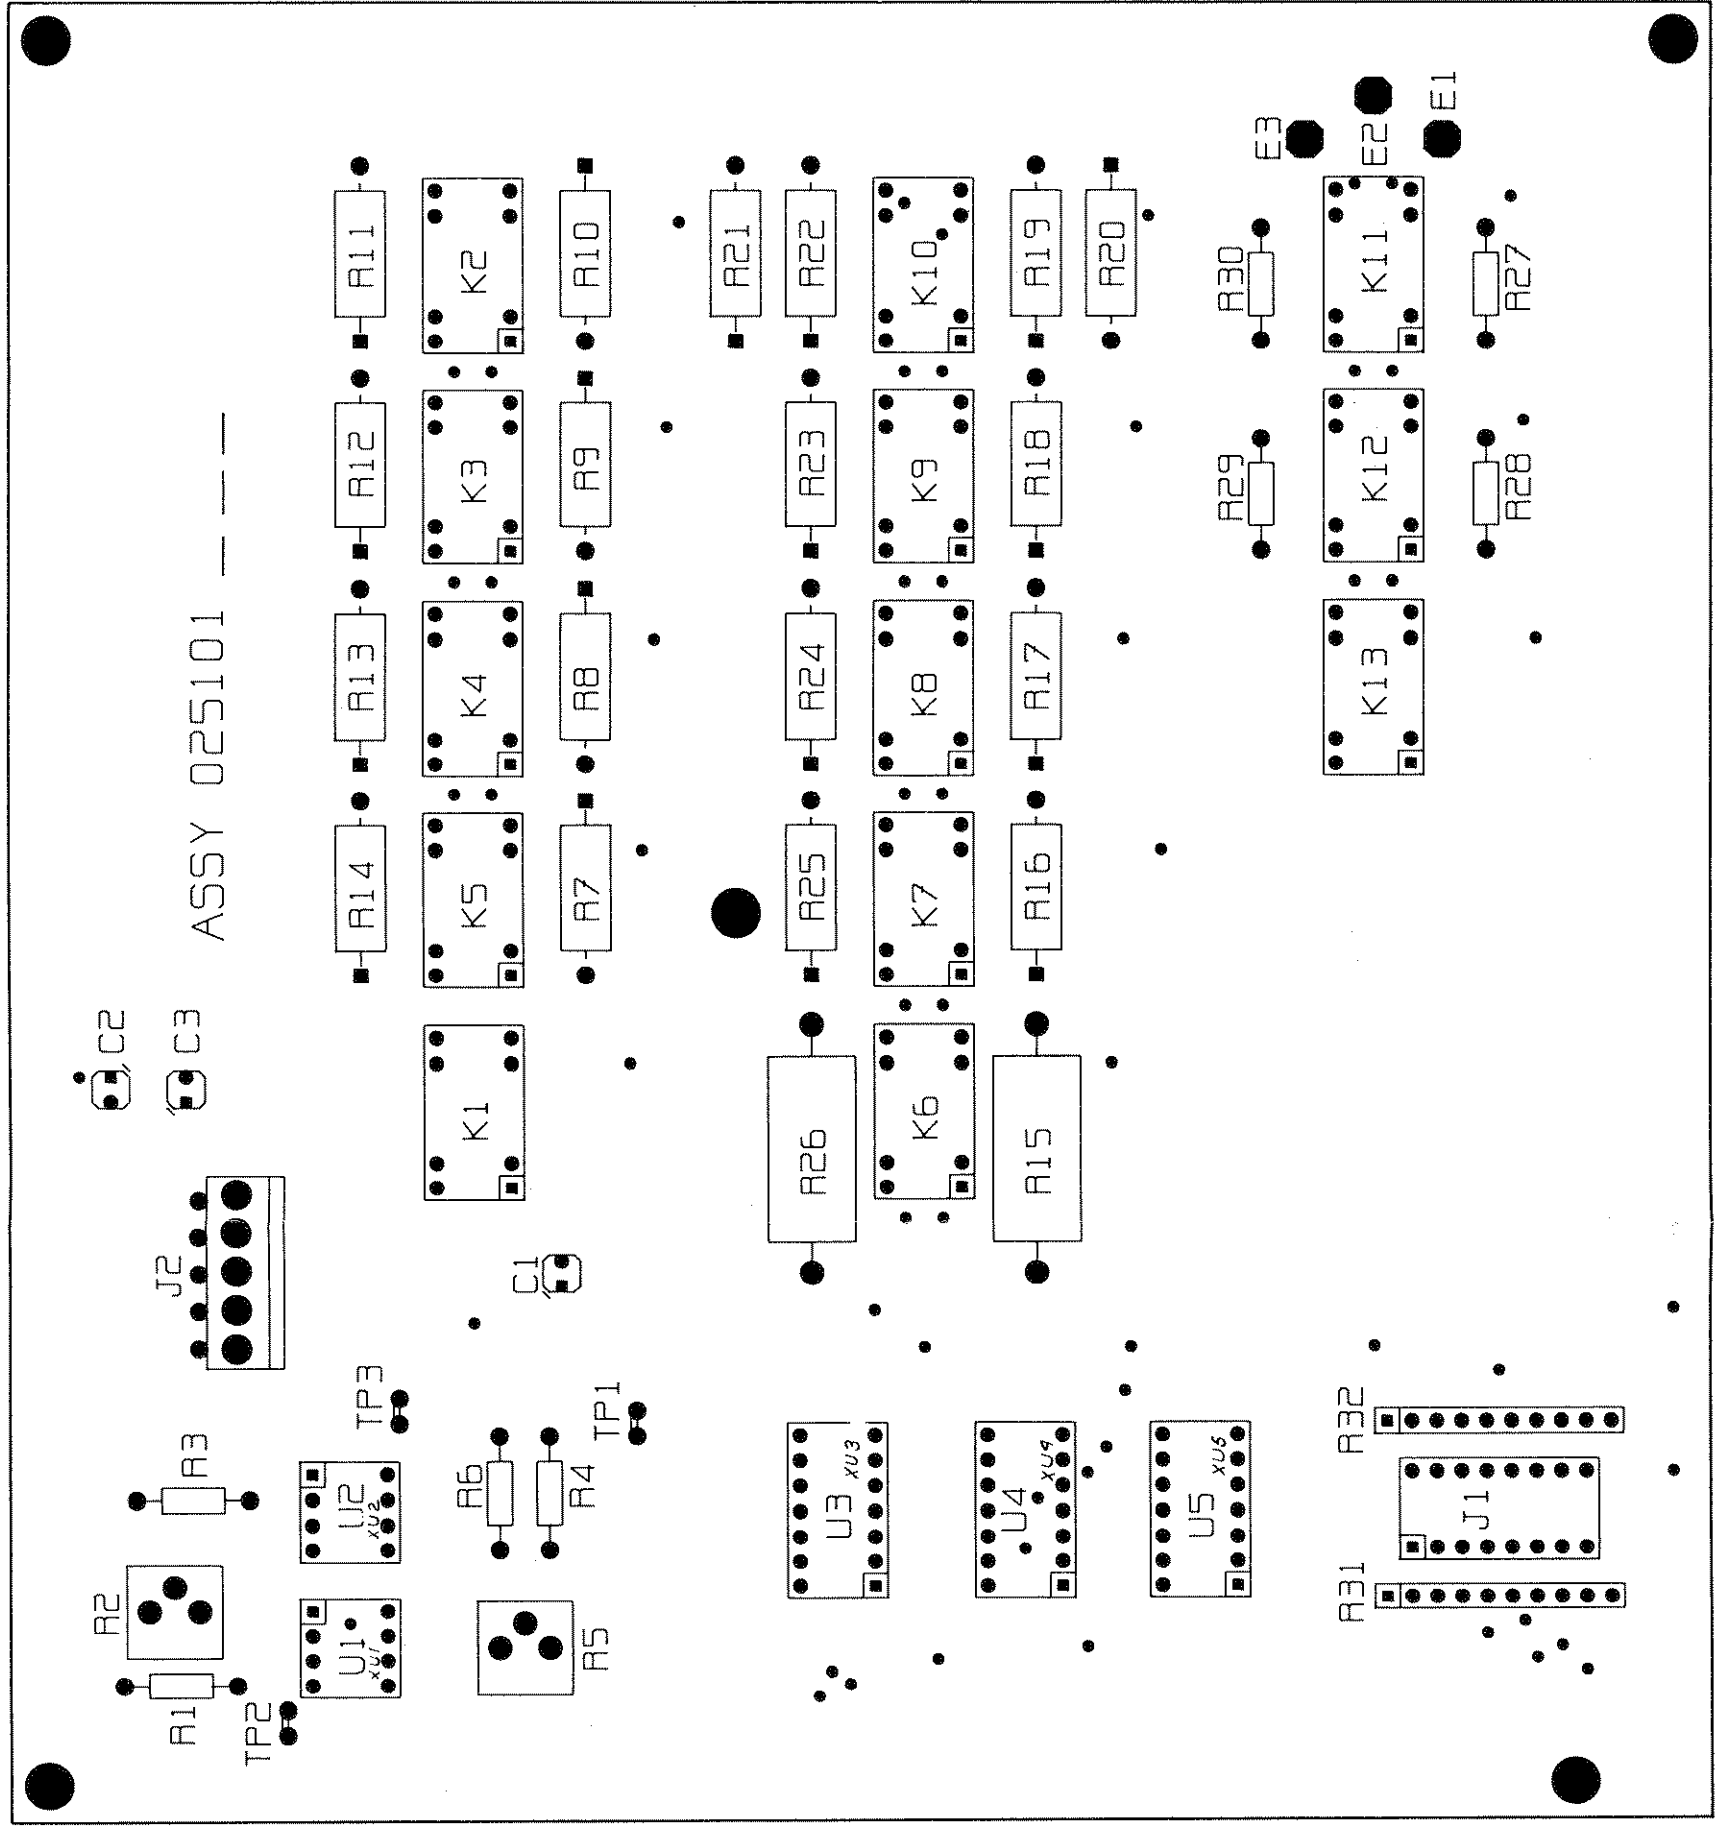 ASSY 025101 _ _ _ _
E3
E2
E1
R11
K2
R10
R21
R22
K10
R19
R20
R30
K11
R27
R12
K3
R9
R23
K9
R18
R29
K12
R28
R13
K4
R8
R24
K8
R17
K13
R14
K5
R7
R25
K7
R16
C2
C3
K1
R26
K6
R15
J2
C1
TP3
TP1
R3
U2
XU2
R6
R4
U3
XU3
U4
XU4
U5
XU5
R32
J1
R31
R2
U1
XU1
R5
R1
TP2